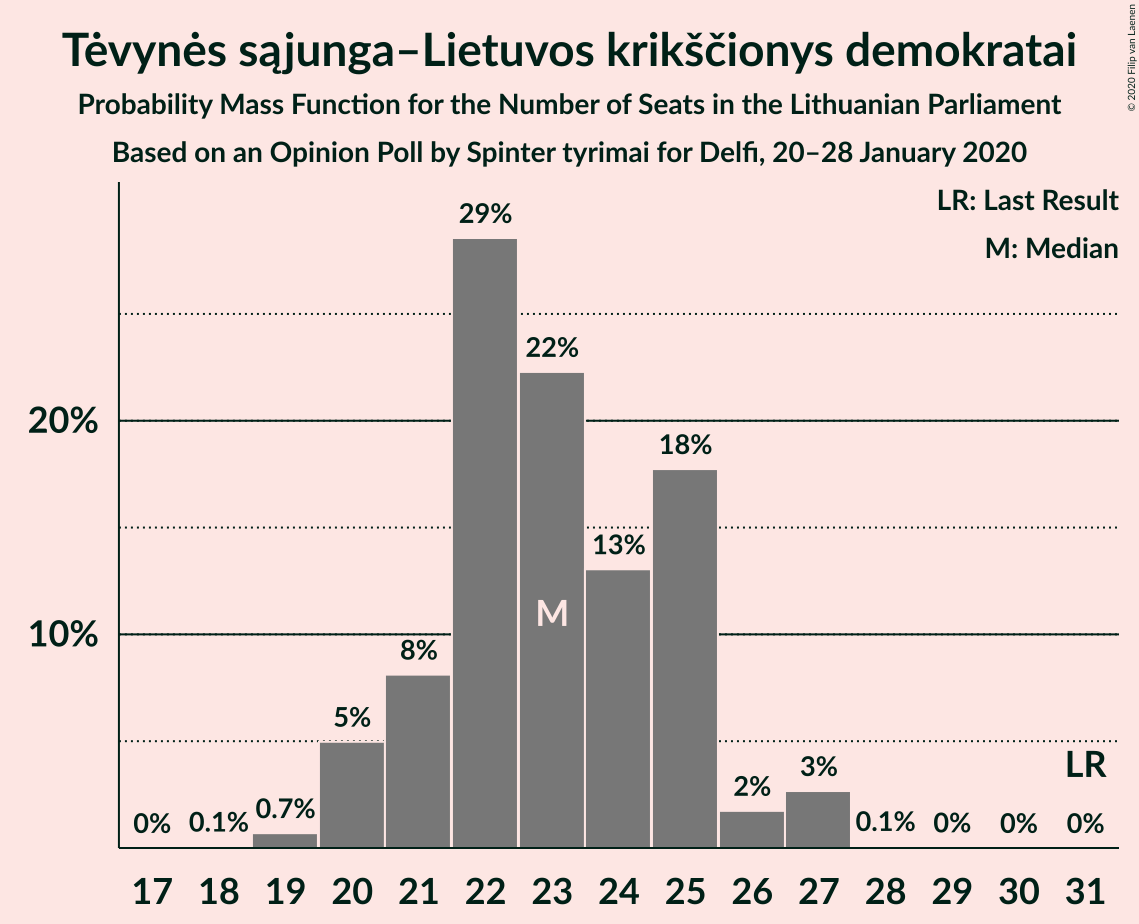 Tėvynės sąjunga–Lietuvos krikščionys demokratai
Probability Mass Function for the Number of Seats in the Lithuanian Parliament
Based on an Opinion Poll by Spinter tyrimai for Delfi, 20–28 January 2020
© 2020 Filip van Laenen
LR: Last Result
M: Median
29%
22%
20%
18%
13%
M
10%
8%
5%
LR
3%
2%
0% 0.1% 0.7% 0.1% 0% 0% 0%
17 18 19 20 21 22 23 24 25 26 27 28 29 30 31